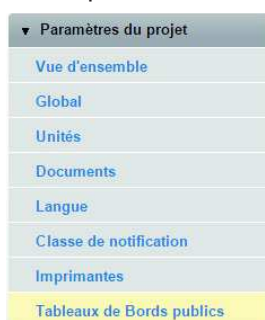 Paramètres du projet
Vue d'ensemble
Global
Unités
Documents
Langue
Classe de notification
Imprimantes
Tableaux de Bords publics